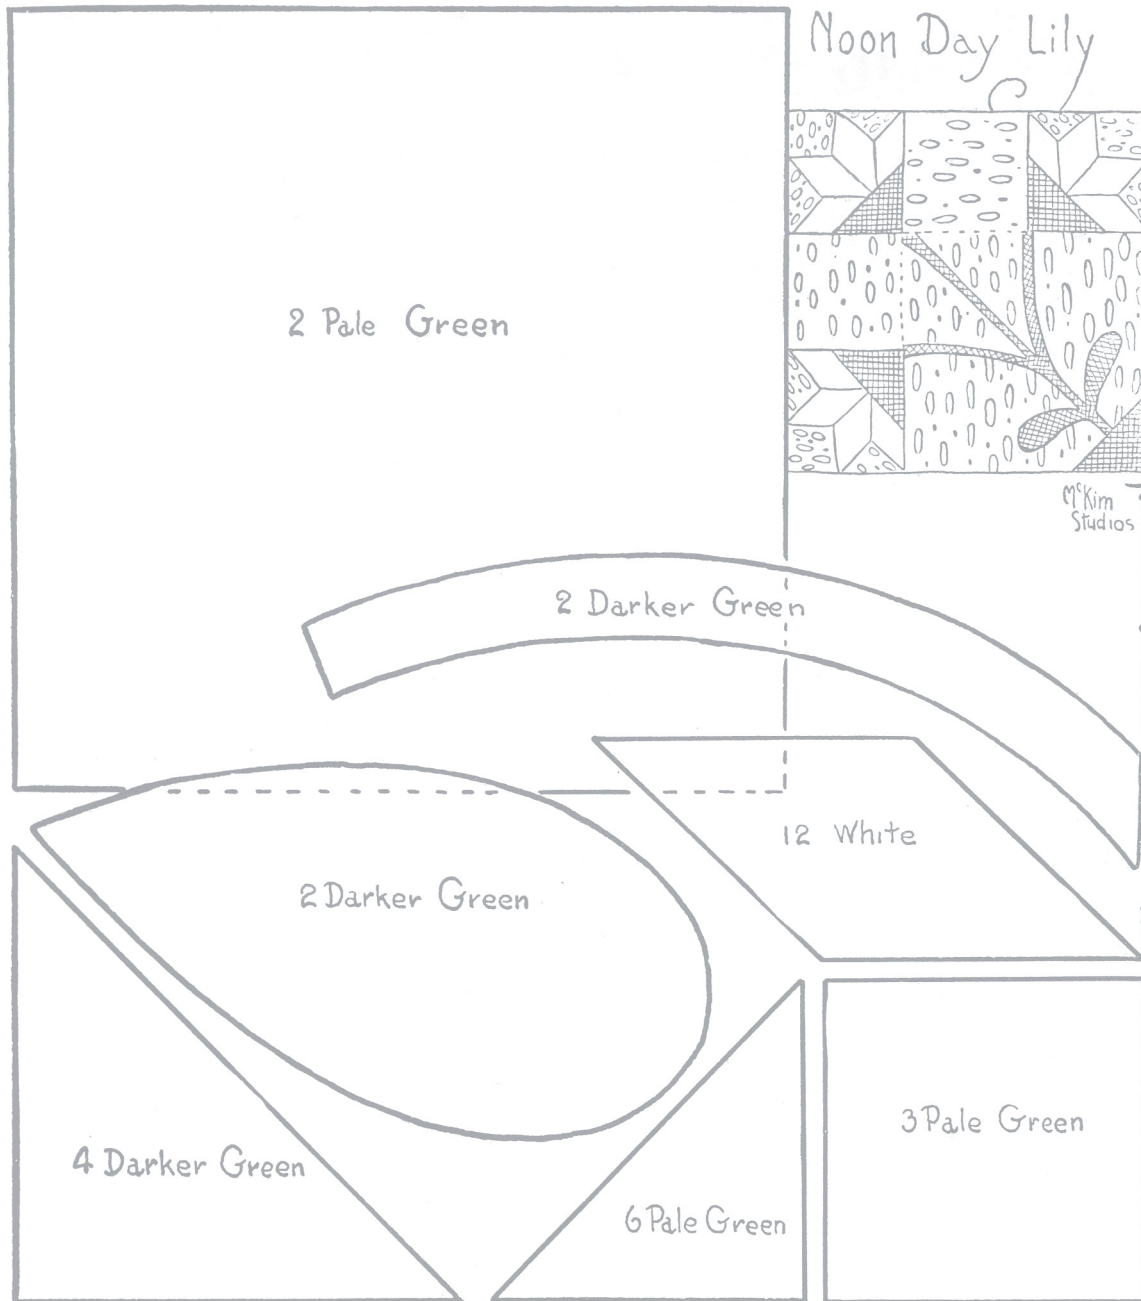 Noon Day Lily
2 Pale Green
McKim
Studios
2 Darker Green
12 White
2 Darker Green
3 Pale Green
4 Darker Green
6 Pale Green